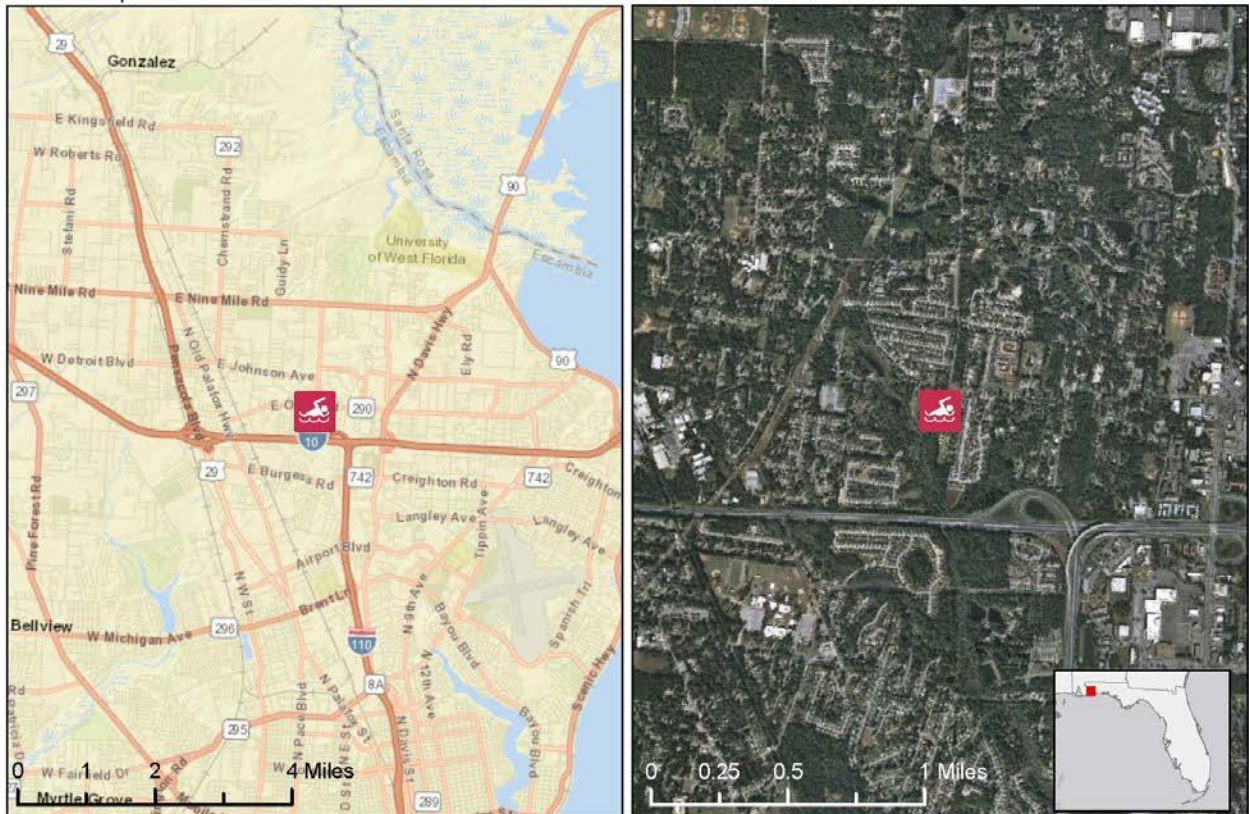 29
Gonzalez
E Kingsfield Rd
W Roberts Rd
292
Stefani Rd
Chemstrand Rd
Guidy Ln
Santa Rosa
Escambia
90
University
of West Florida
Escambia
Nine Mile Rd
E Nine Mile Rd
N Davis Hwy
Ely Rd
90
W Detroit Blvd
E Johnson Ave
N Old Palafox Hwy
Pensacola Blvd
297
290
10
29
E Burgess Rd
742
Creighton Rd
742
Creighton
Langley Ave
Langley Ave
Tippin Ave
Pine Forest Rd
Airport Blvd
N W St
Brent Ln
N 9th Ave
Bayou Blvd
Spanish Trl
Bellview
W Michigan Ave
296
110
N 12th Ave
Scenic Hwy
8A
N Palafox St
N Pace Blvd
N Davis St
Bayou Blvd
295
N E St
D St
W Fairfield Dr
Myrtle Grove
289
0 1 2 4 Miles
0 0.25 0.5 1 Miles